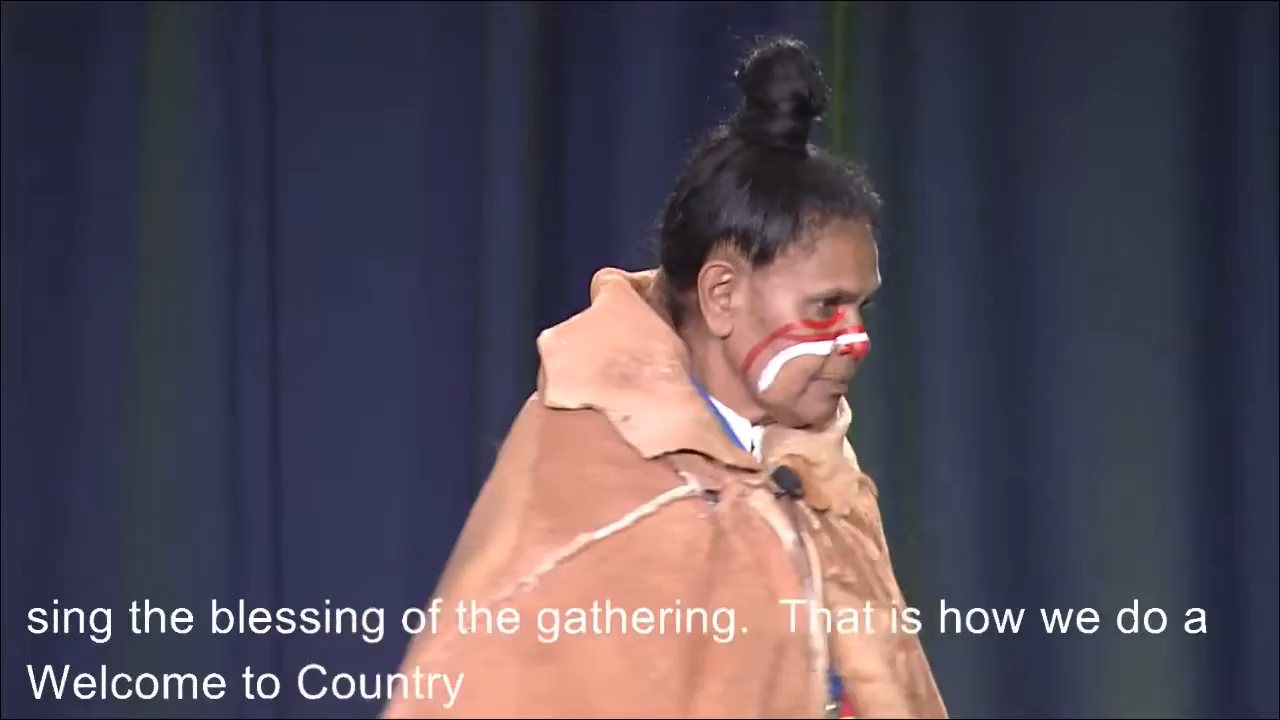 sing the blessing of the gathering.  That is how we do a
Welcome to Country